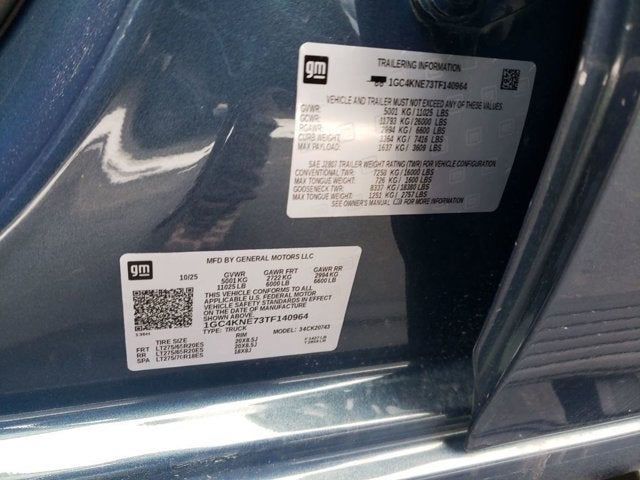 gm
TRAILERING INFORMATION
1GC4KNE73TF140964
VEHICLE AND TRAILER MUST NOT EXCEED ANY OF THESE VALUES
GVWR: 5001 KG/11025 LBS
GCWR: 11793 KG/26000 LBS
RGAWR: 2994 KG/ 6600 LBS
CURB WEIGHT: 3364 KG/ 7416 LBS
MAX PAYLOAD: 1637 KG/ 3609 LBS
SAE J2807 TRAILER WEIGHT RATING (TWR) FOR VEHICLE CONFIGURATION
CONVENTIONAL TWR: 7258 KG/16000 LBS
MAX TONGUE WEIGHT: 726 KG/ 1600 LBS
GOOSENECK TWR: 8337 KG/18380 LBS
MAX TONGUE WEIGHT: 1251 KG/ 2757 LBS
SEE OWNER'S MANUAL FOR MORE INFORMATION
gm
MFD BY GENERAL MOTORS LLC
10/25 GVWR GAWR FRT GAWR RR
5001 KG 2722 KG 2994 KG
11025 LB 6000 LB 6600 LB
THIS VEHICLE CONFORMS TO ALL
APPLICABLE U.S. FEDERAL MOTOR
VEHICLE SAFETY STANDARDS IN EFFECT
ON THE DATE OF MANUFACTURE
SHOWN ABOVE.
1GC4KNE73TF140964
TYPE: TRUCK MODEL: 34CK20743
TIRE SIZE RIM
FRT LT275/65R20ES 20X8.5J
RR LT275/65R20ES 20X8.5J
SPA LT275/70R18ES 18X8J